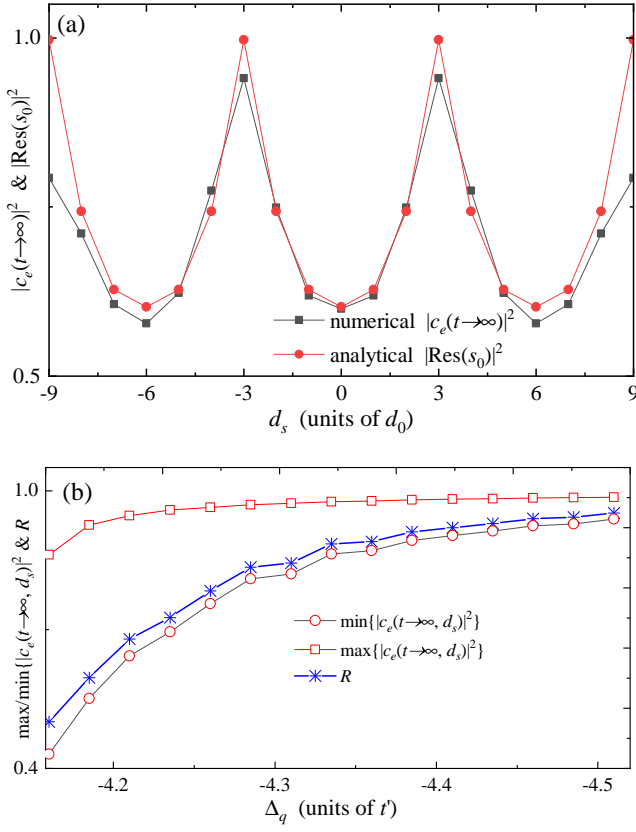 (a)
1.0
0.5
|c_e(t→∞)|^2 & |Res(s_0)|^2
numerical |c_e(t→∞)|^2
analytical |Res(s_0)|^2
-9 -6 -3 0 3 6 9
d_s (units of d_0)
(b)
1.0
0.4
max/min{|c_e(t→∞, d_s)|^2 & R
min{|c_e(t→∞, d_s)|^2}
max{|c_e(t→∞, d_s)|^2}
R
-4.2 -4.3 -4.4 -4.5
Δ_q (units of t')